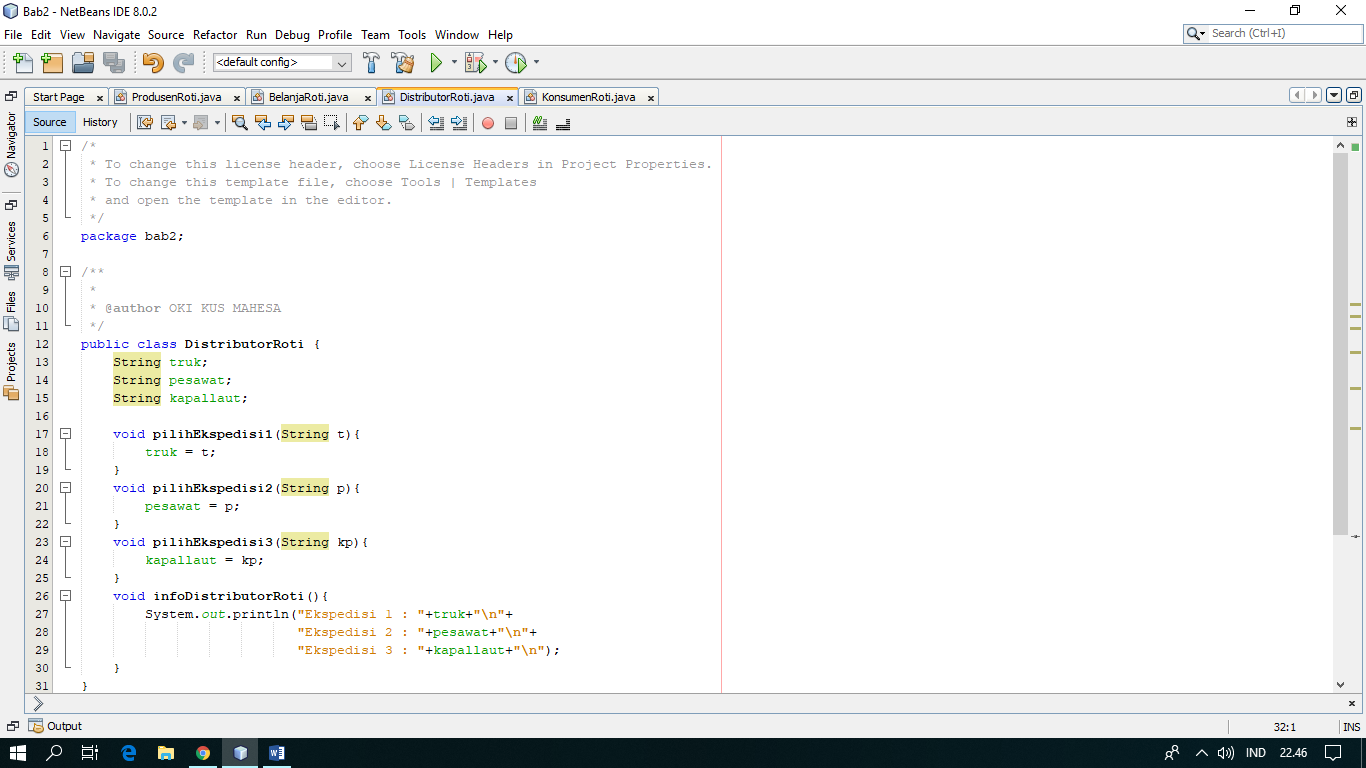 Bab2 - NetBeans IDE 8.0.2
File Edit View Navigate Source Refactor Run Debug Profile Team Tools Window Help
Search (Ctrl+I)
<default config>
Start Page ProdusenRoti.java BelanjaRoti.java DistributorRoti.java KonsumenRoti.java
Source History
Navigator
Services
Files
Projects
1 /*
2 * To change this license header, choose License Headers in Project Properties.
3 * To change this template file, choose Tools | Templates
4 * and open the template in the editor.
5 */
6 package bab2;
7
8 /**
9 *
10 * @author OKI KUS MAHESA
11 */
12 public class DistributorRoti {
13 String truk;
14 String pesawat;
15 String kapallaut;
16
17 void pilihEkspedisi1(String t){
18 truk = t;
19 }
20 void pilihEkspedisi2(String p){
21 pesawat = p;
22 }
23 void pilihEkspedisi3(String kp){
24 kapallaut = kp;
25 }
26 void infoDistributorRoti(){
27 System.out.println("Ekspedisi 1 : "+truk+"\n"+
28 "Ekspedisi 2 : "+pesawat+"\n"+
29 "Ekspedisi 3 : "+kapallaut+"\n");
30 }
31 }
Output
32:1 INS
IND 22.46